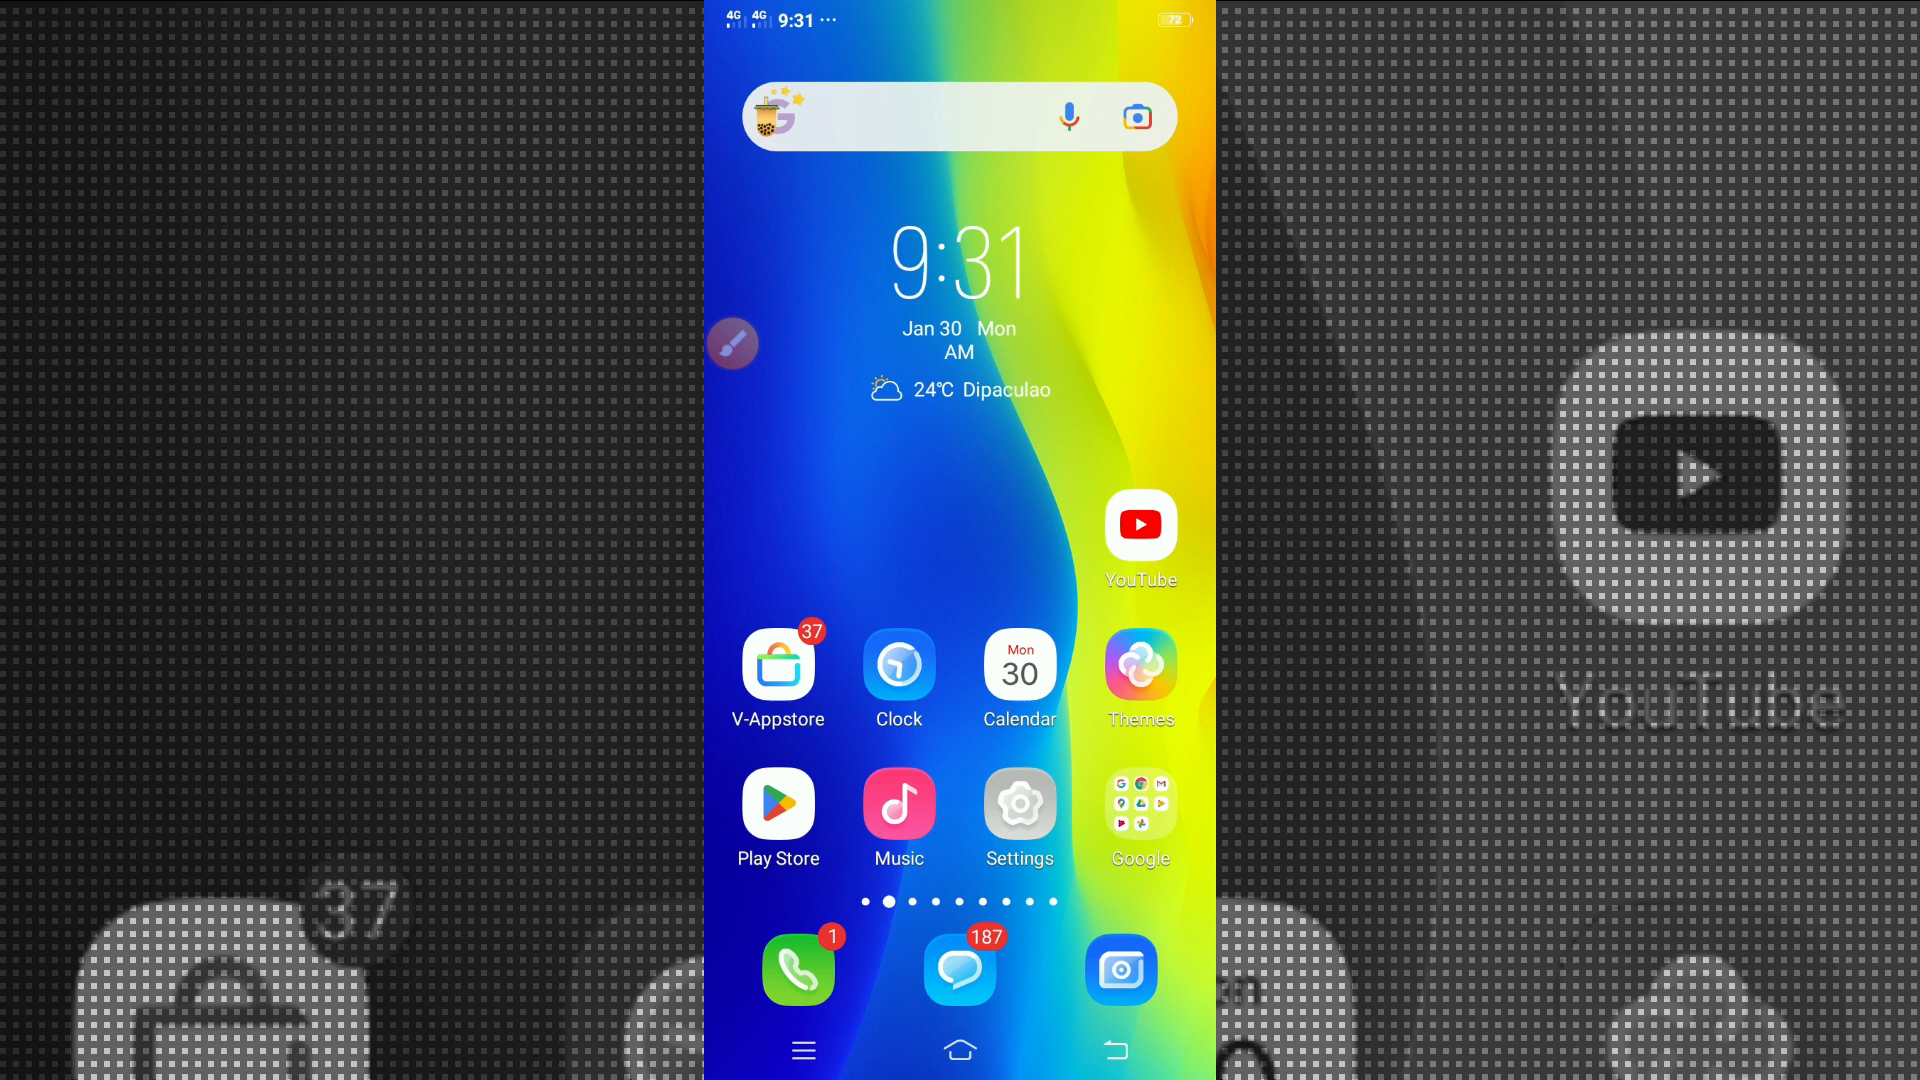 4G 4G 9:31 ...
72
9:31
Jan 30 Mon
AM
24℃ Dipaculao
YouTube
37
Mon
30
V-Appstore Clock Calendar Themes
Play Store Music Settings Google
1
187
YouTube
37